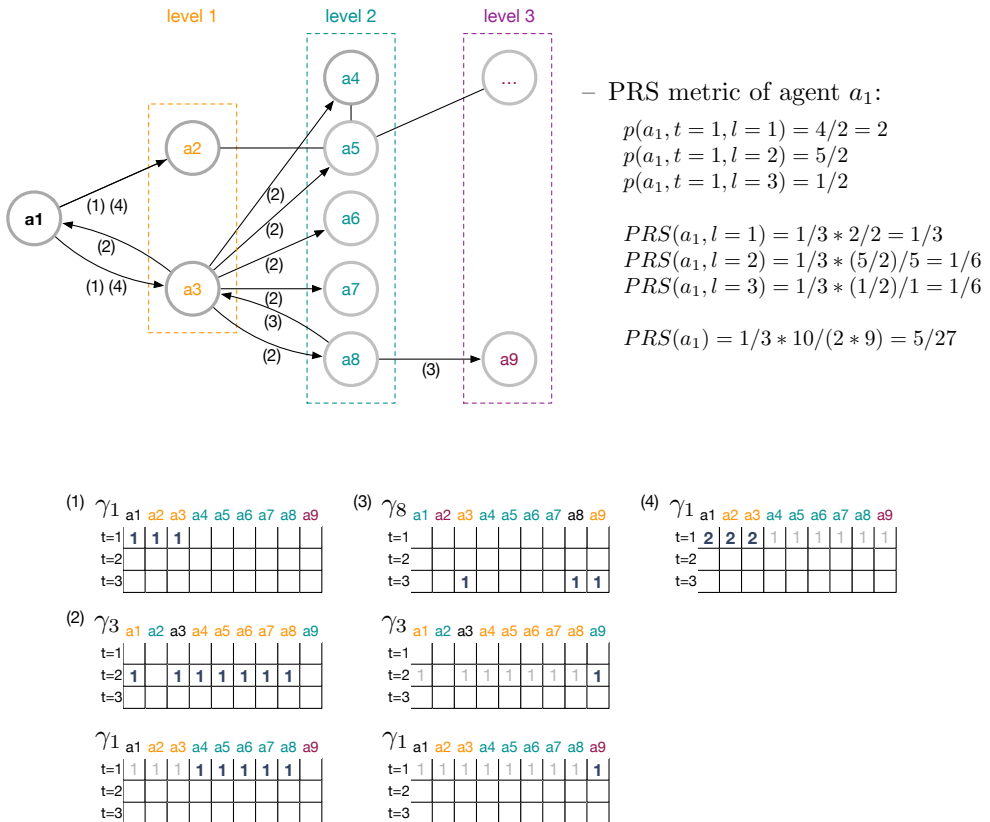 level 1
level 2
level 3
a4
...
a2
a5
a1
a6
a3
a7
a8
a9
(1) (4)
(2)
(1) (4)
(2)
(2)
(2)
(2)
(3)
(2)
(3)
– PRS metric of agent a₁:
p(a₁, t = 1, l = 1) = 4/2 = 2
p(a₁, t = 1, l = 2) = 5/2
p(a₁, t = 1, l = 3) = 1/2
PRS(a₁, l = 1) = 1/3 * 2/2 = 1/3
PRS(a₁, l = 2) = 1/3 * (5/2)/5 = 1/6
PRS(a₁, l = 3) = 1/3 * (1/2)/1 = 1/6
PRS(a₁) = 1/3 * 10/(2 * 9) = 5/27
(1) γ₁ a1 a2 a3 a4 a5 a6 a7 a8 a9
t=1 1 1 1
t=2
t=3
(2) γ₃ a1 a2 a3 a4 a5 a6 a7 a8 a9
t=1
t=2 1 1 1 1 1 1 1
t=3
γ₁ a1 a2 a3 a4 a5 a6 a7 a8 a9
t=1 1 1 1 1 1 1 1 1
t=2
t=3
(3) γ₈ a1 a2 a3 a4 a5 a6 a7 a8 a9
t=1
t=2
t=3 1 1 1
γ₃ a1 a2 a3 a4 a5 a6 a7 a8 a9
t=1
t=2 1 1 1 1 1 1 1 1
t=3
γ₁ a1 a2 a3 a4 a5 a6 a7 a8 a9
t=1 1 1 1 1 1 1 1 1 1
t=2
t=3
(4) γ₁ a1 a2 a3 a4 a5 a6 a7 a8 a9
t=1 2 2 2 1 1 1 1 1 1
t=2
t=3